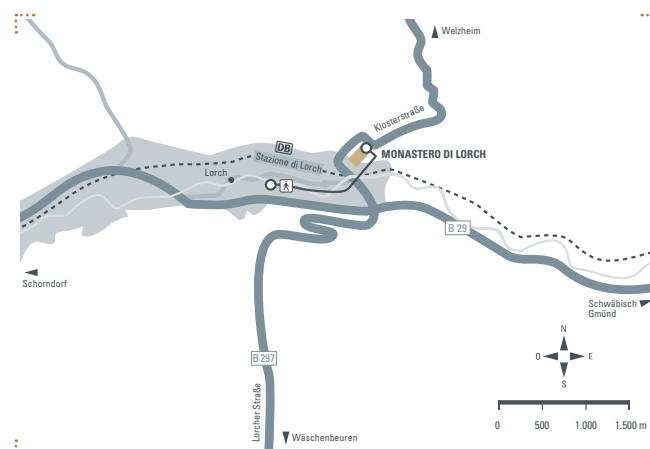 Welzheim
Klosterstraße
DB
MONASTERO DI LORCH
Stazione di Lorch
Lorch
B 29
Schorndorf
Schwäbisch
Gmünd
N
O E
S
B 297
Lorcher Straße
Wäschenbeuren
0 500 1.000 1.500 m